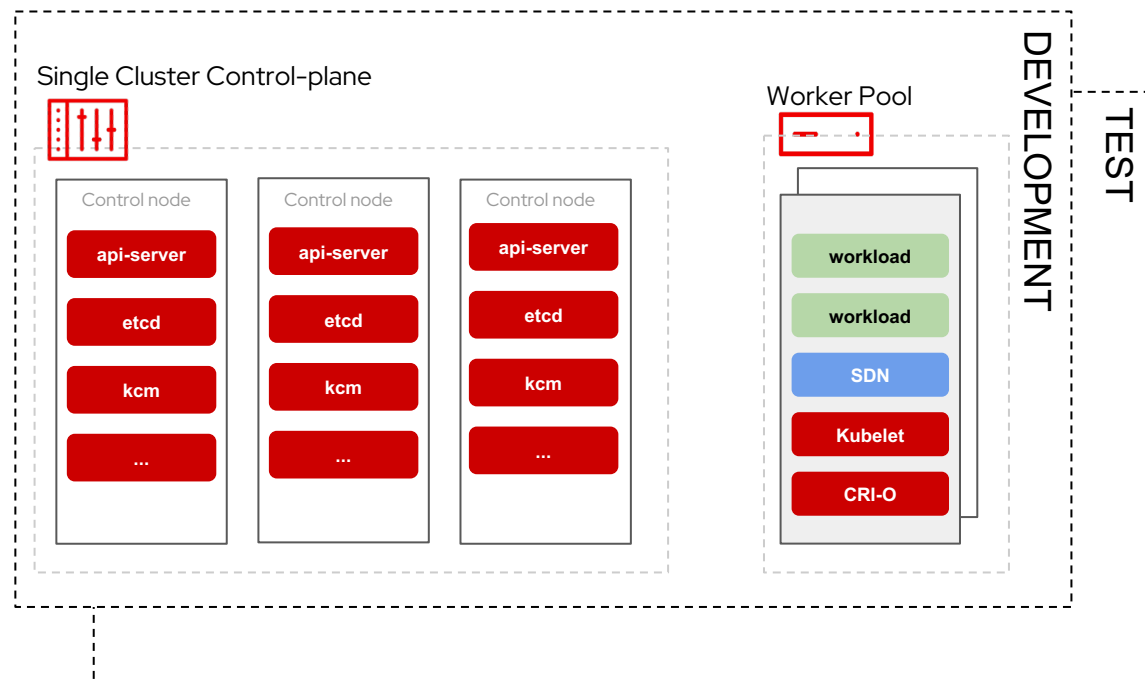 Single Cluster Control-plane
Control node
api-server
etcd
kcm
...
Control node
api-server
etcd
kcm
...
Control node
api-server
etcd
kcm
...
Worker Pool
workload
workload
SDN
Kubelet
CRI-O
DEVELOPMENT
TEST